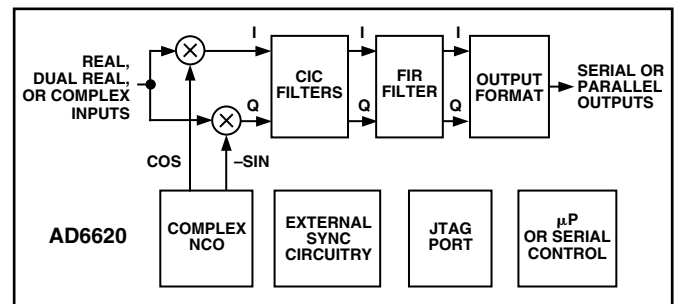 REAL,
DUAL REAL,
OR COMPLEX
INPUTS
I
Q
CIC
FILTERS
I
Q
FIR
FILTER
I
Q
OUTPUT
FORMAT
SERIAL OR
PARALLEL
OUTPUTS
COS
–SIN
AD6620
COMPLEX
NCO
EXTERNAL
SYNC
CIRCUITRY
JTAG
PORT
μP
OR SERIAL
CONTROL